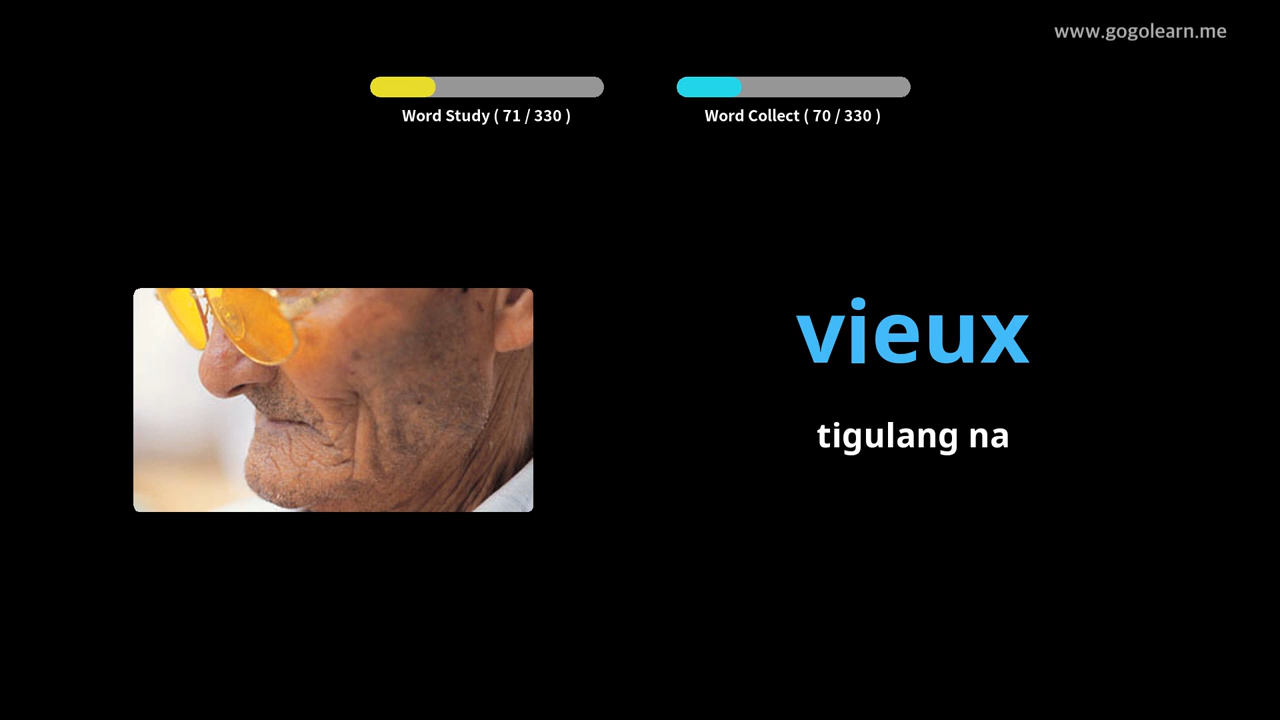 www.gogolearn.me
Word Study ( 71 / 330 )
Word Collect ( 70 / 330 )
vieux
tigulang na